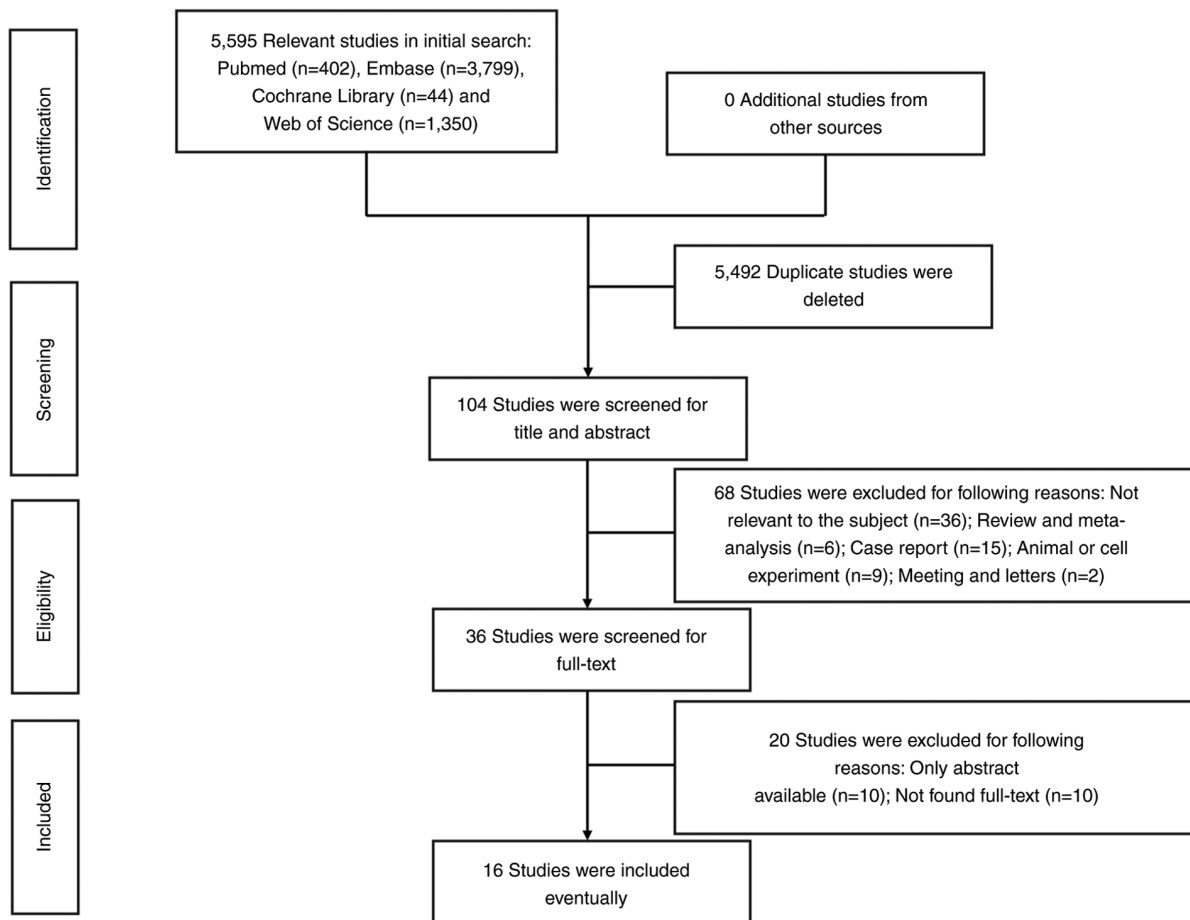 Identification
5,595 Relevant studies in initial search:
Pubmed (n=402), Embase (n=3,799),
Cochrane Library (n=44) and
Web of Science (n=1,350)
0 Additional studies from
other sources
5,492 Duplicate studies were
deleted
Screening
104 Studies were screened for
title and abstract
68 Studies were excluded for following reasons: Not
relevant to the subject (n=36); Review and meta-
analysis (n=6); Case report (n=15); Animal or cell
experiment (n=9); Meeting and letters (n=2)
Eligibility
36 Studies were screened for
full-text
20 Studies were excluded for following
reasons: Only abstract
available (n=10); Not found full-text (n=10)
Included
16 Studies were included
eventually